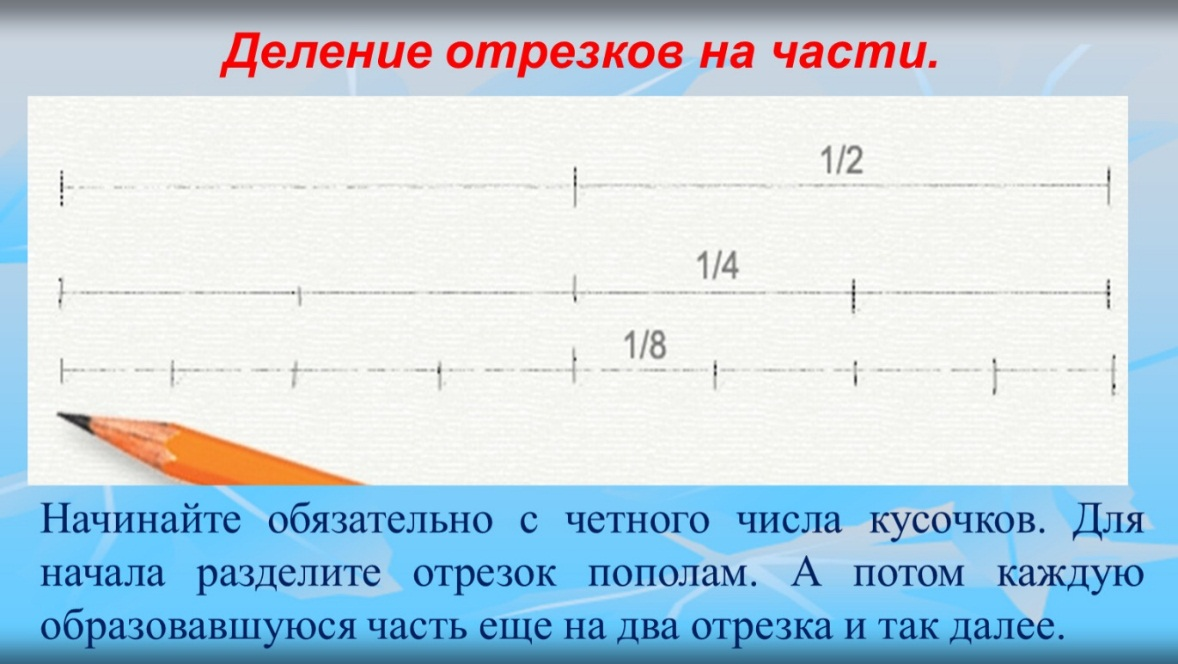 Деление отрезков на части.
1/2
1/4
1/8
Начинайте обязательно с четного числа кусочков. Для
начала разделите отрезок пополам. А потом каждую
образовавшуюся часть еще на два отрезка и так далее.